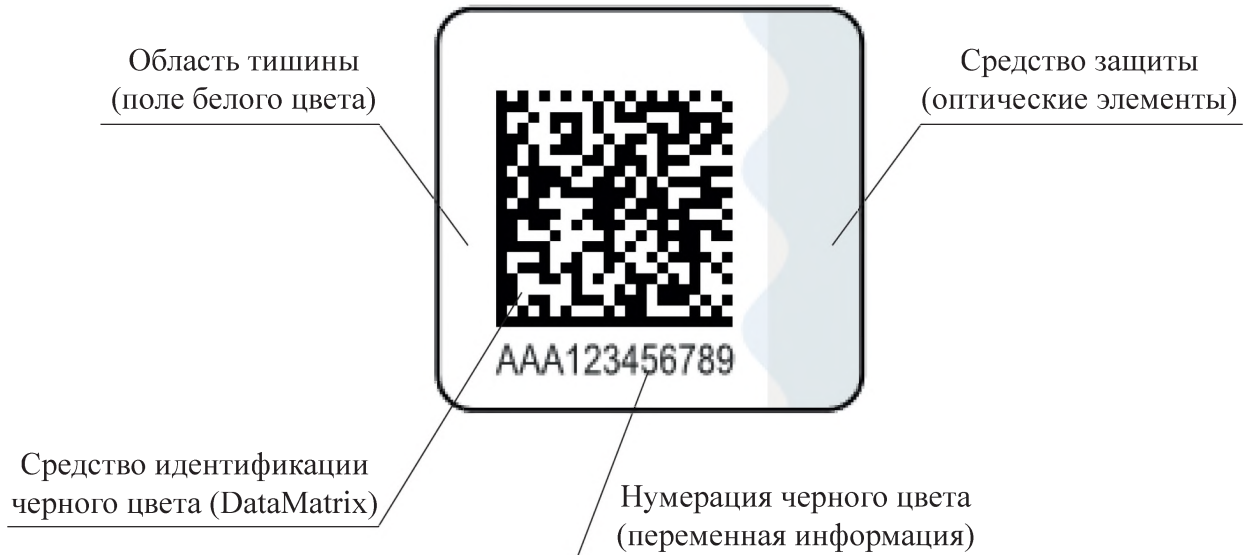 Область тишины
(поле белого цвета)
Средство защиты
(оптические элементы)
AAA123456789
Средство идентификации
черного цвета (DataMatrix)
Нумерация черного цвета
(переменная информация)